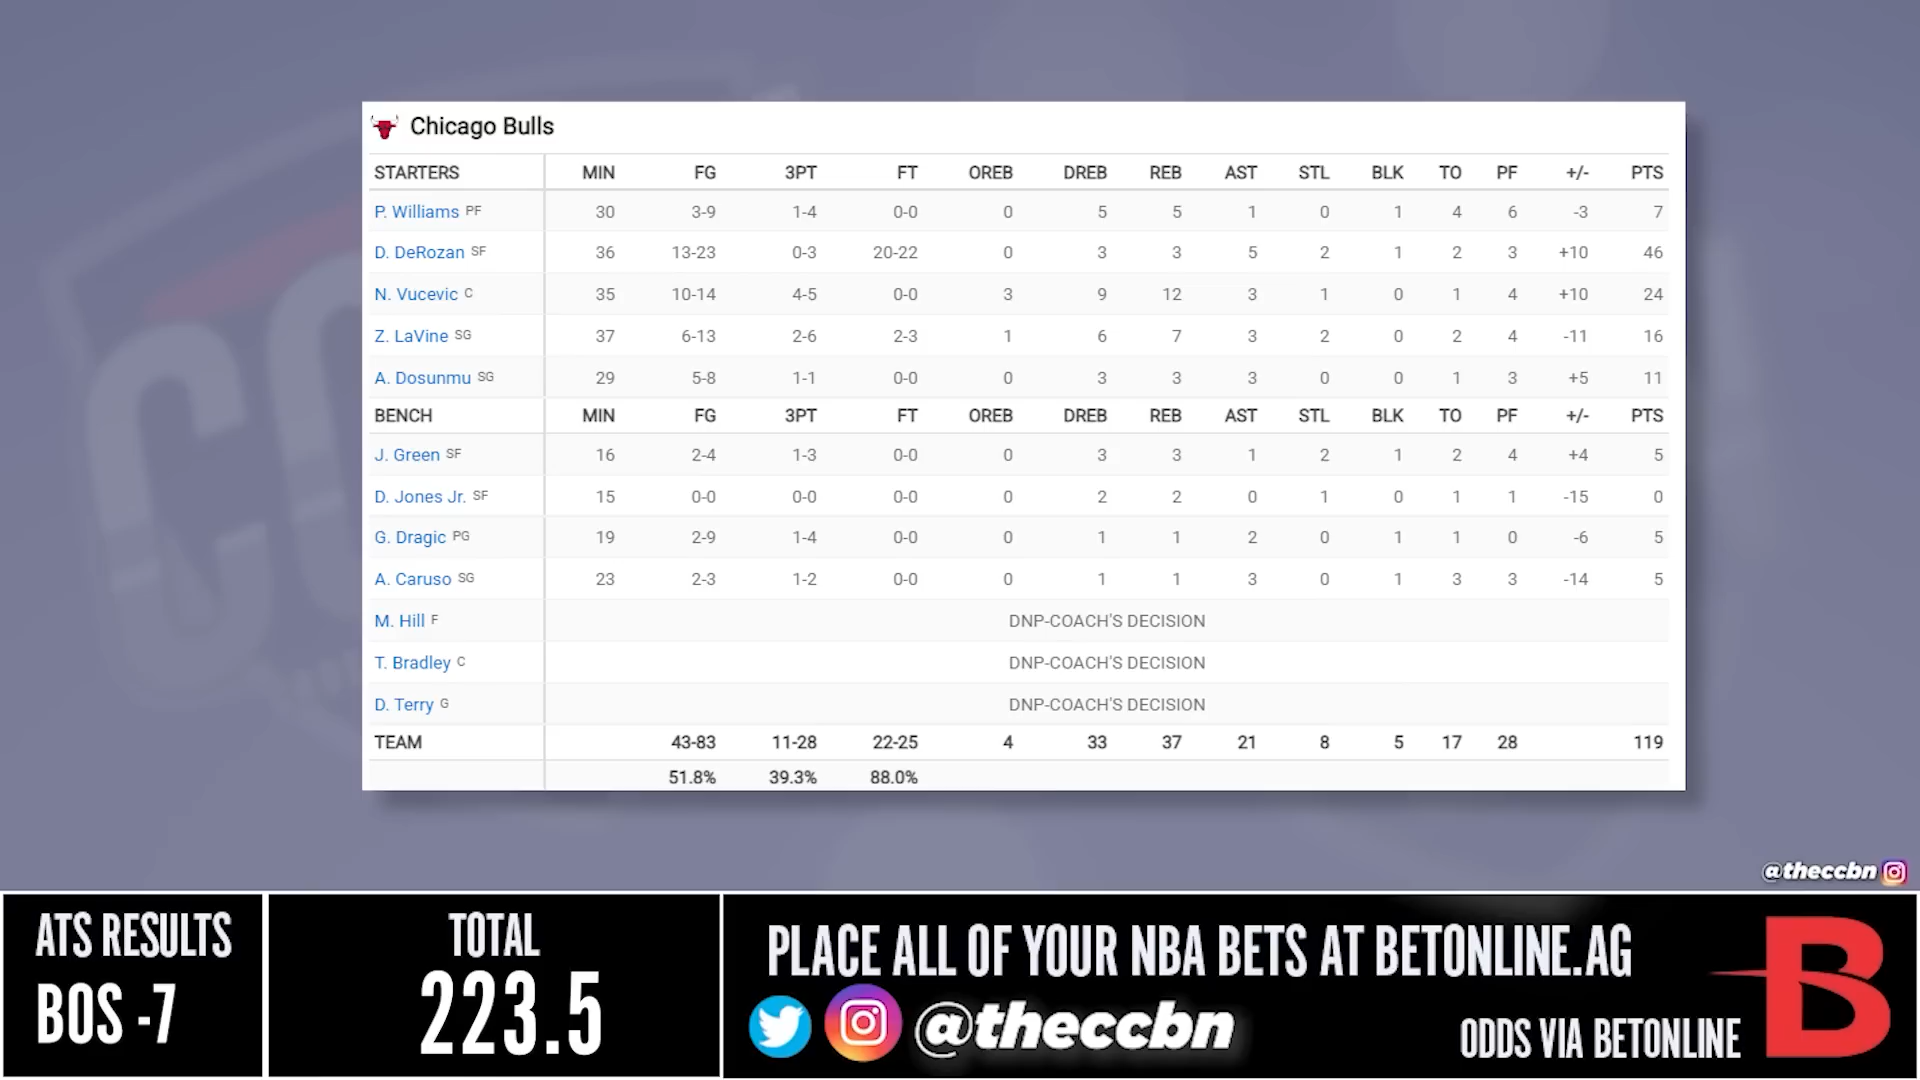 Chicago Bulls
STARTERS MIN FG 3PT FT OREB DREB REB AST STL BLK TO PF +/- PTS
P. Williams PF 30 3-9 1-4 0-0 0 5 5 1 0 1 4 6 -3 7
D. DeRozan SF 36 13-23 0-3 20-22 0 3 3 5 2 1 2 3 +10 46
N. Vucevic C 35 10-14 4-5 0-0 3 9 12 3 1 0 1 4 +10 24
Z. LaVine SG 37 6-13 2-6 2-3 1 6 7 3 2 0 2 4 -11 16
A. Dosunmu SG 29 5-8 1-1 0-0 0 3 3 3 0 0 1 3 +5 11
BENCH MIN FG 3PT FT OREB DREB REB AST STL BLK TO PF +/- PTS
J. Green SF 16 2-4 1-3 0-0 0 3 3 1 2 1 2 4 +4 5
D. Jones Jr. SF 15 0-0 0-0 0-0 0 2 2 0 1 0 1 1 -15 0
G. Dragic PG 19 2-9 1-4 0-0 0 1 1 2 0 1 1 0 -6 5
A. Caruso SG 23 2-3 1-2 0-0 0 1 1 3 0 1 3 3 -14 5
M. Hill F DNP-COACH'S DECISION
T. Bradley C DNP-COACH'S DECISION
D. Terry G DNP-COACH'S DECISION
TEAM 43-83 11-28 22-25 4 33 37 21 8 5 17 28 119
51.8% 39.3% 88.0%
@theccbn
ATS RESULTS
BOS -7
TOTAL
223.5
PLACE ALL OF YOUR NBA BETS AT BETONLINE.AG
@theccbn
ODDS VIA BETONLINE
B